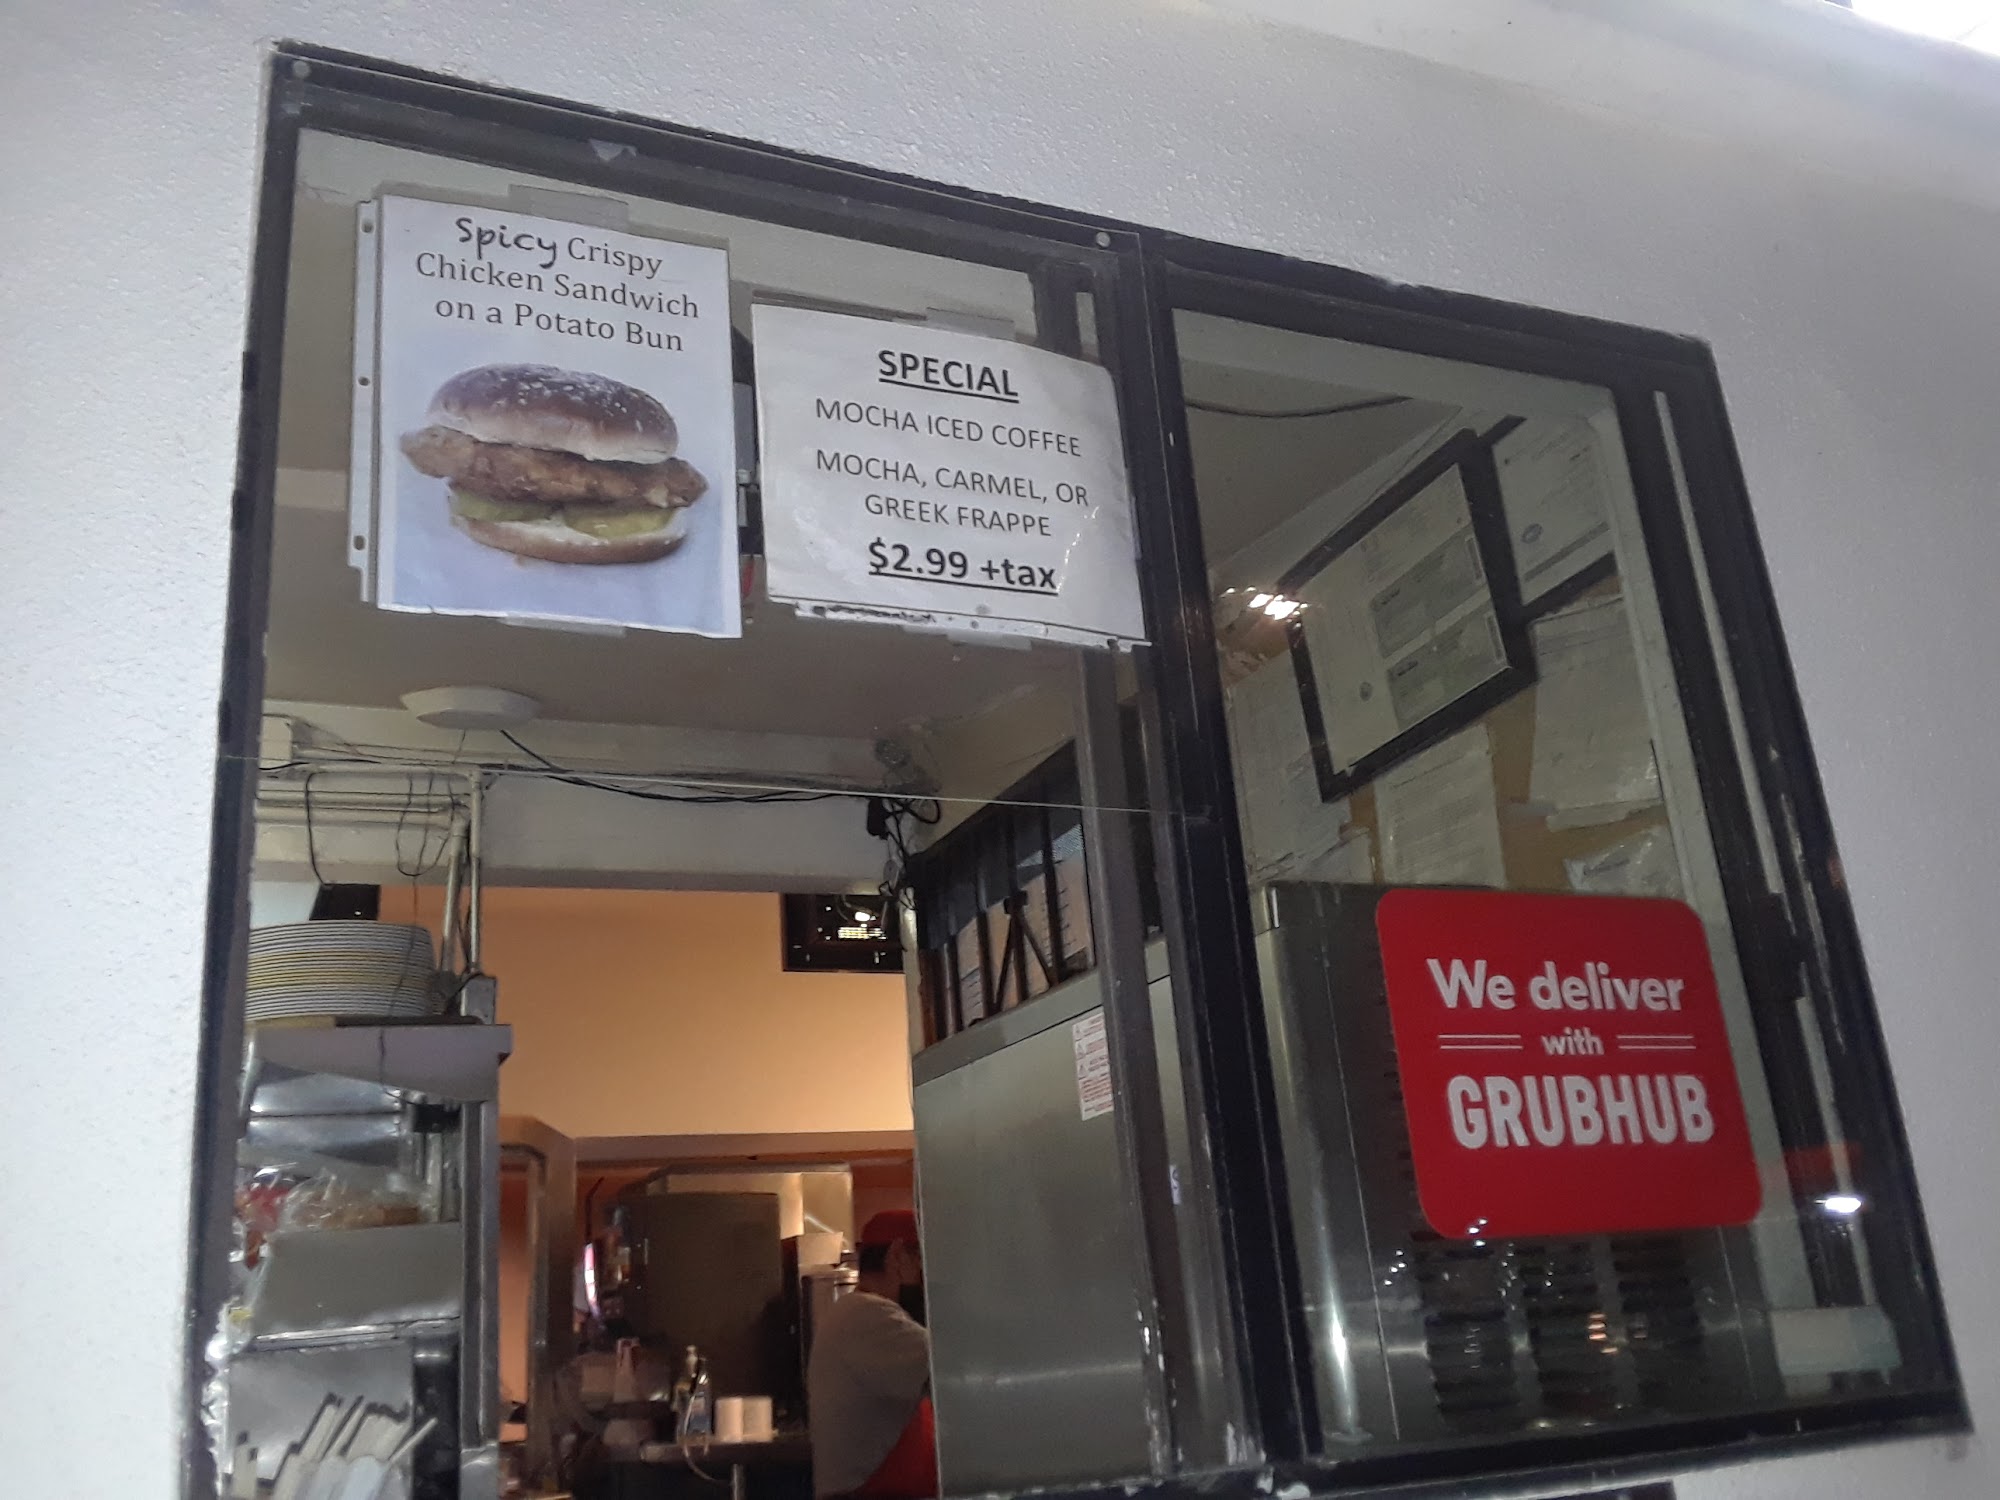 Spicy Crispy
Chicken Sandwich
on a Potato Bun
SPECIAL
MOCHA ICED COFFEE
MOCHA, CARMEL, OR
GREEK FRAPPE
$2.99 +tax
We deliver
with
GRUBHUB